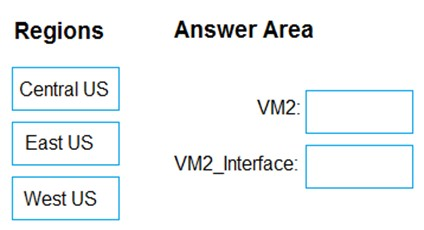 Regions
Answer Area
Central US
East US
West US
VM2:
VM2_Interface: